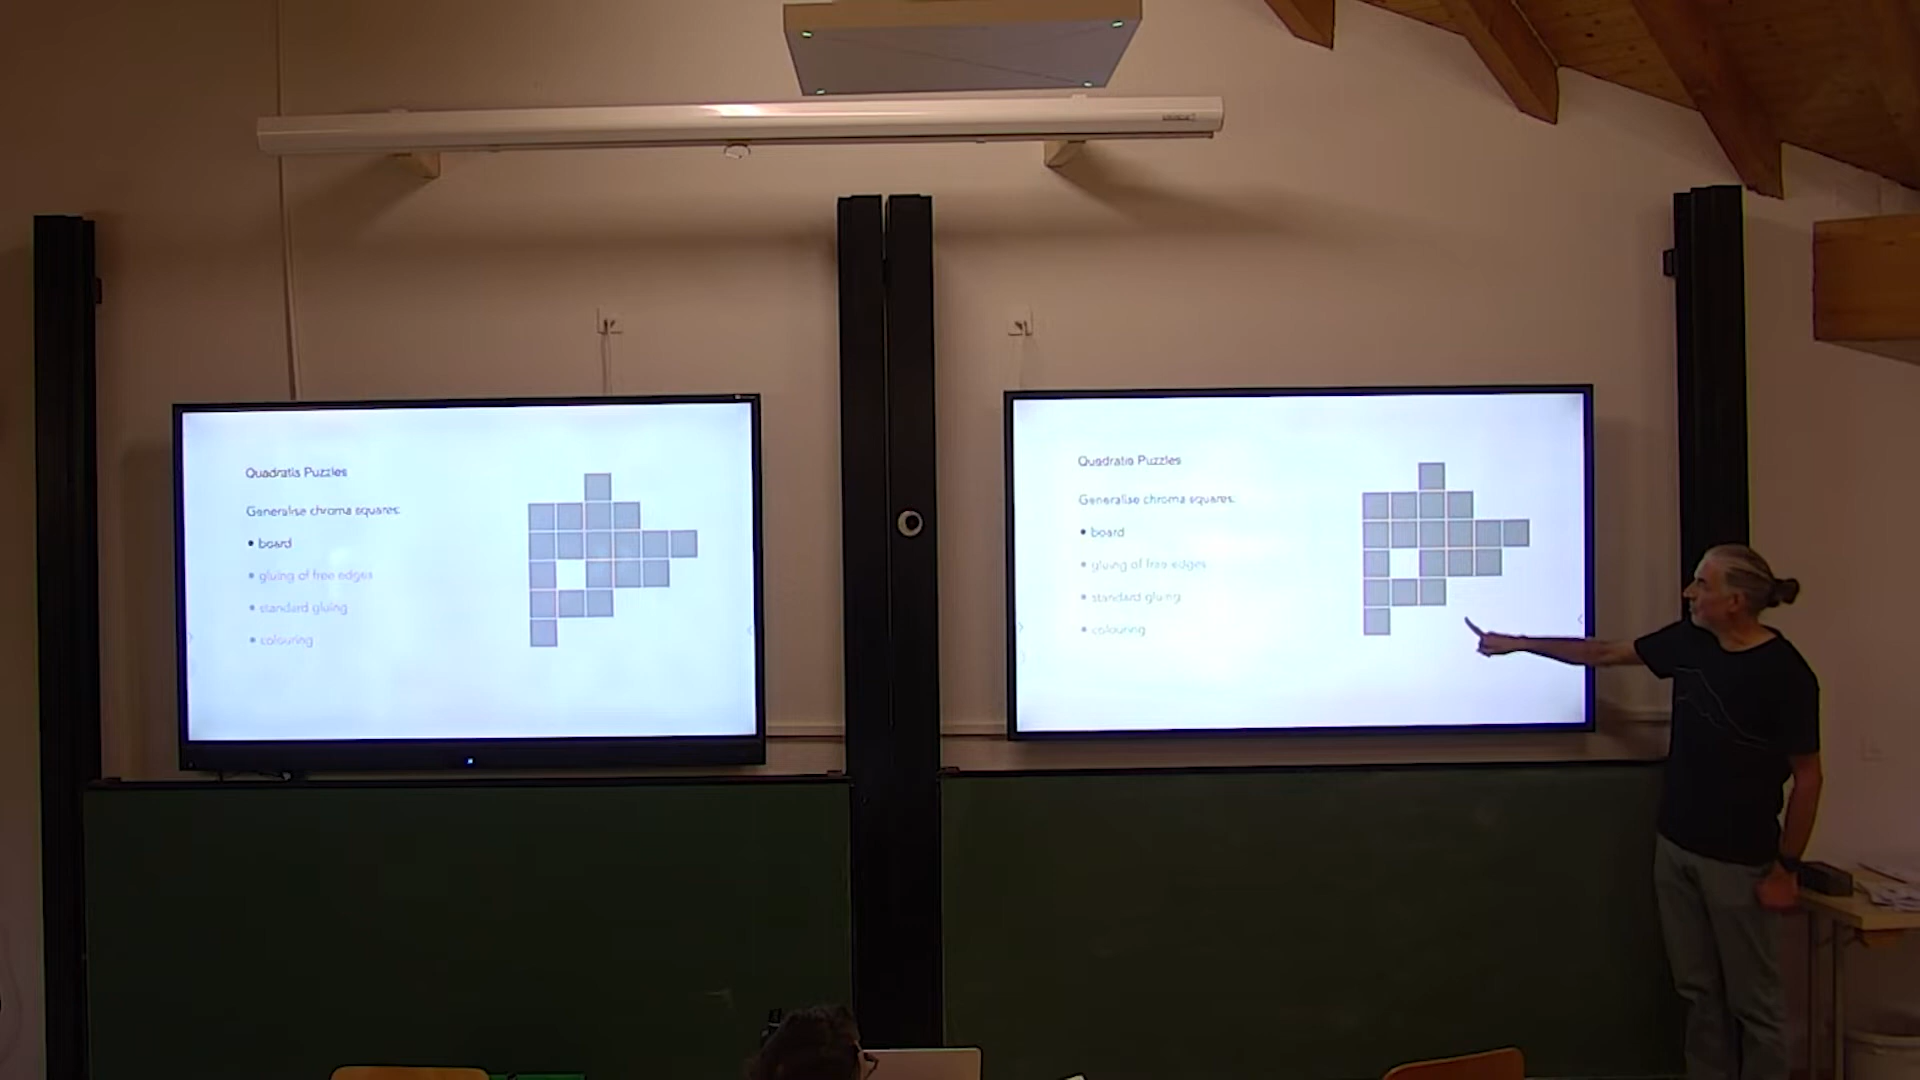 Quadratis Puzzles
Generalise chroma squares:
• board
• gluing of free edges
• standard gluing
• colouring
Quadratis Puzzles
Generalise chroma squares:
• board
• gluing of free edges
• standard gluing
• colouring